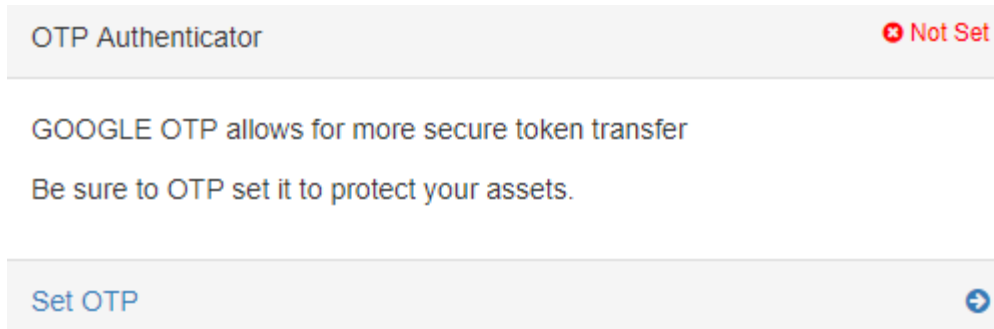 OTP Authenticator
Not Set
GOOGLE OTP allows for more secure token transfer
Be sure to OTP set it to protect your assets.
Set OTP